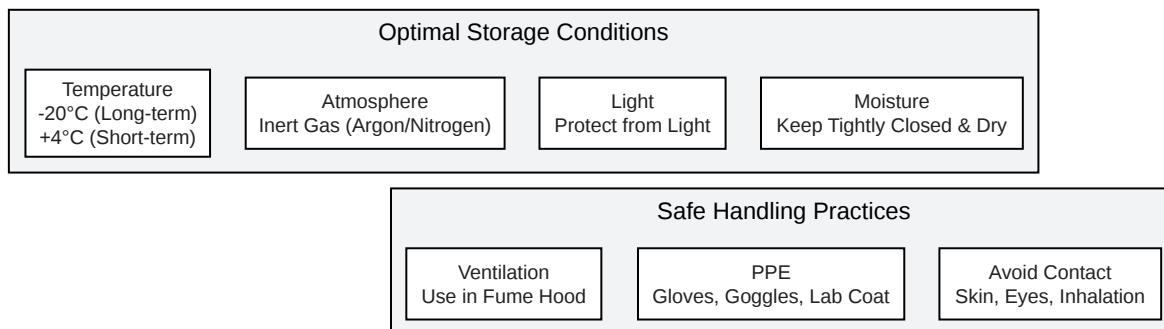 Optimal Storage Conditions
Temperature
-20°C (Long-term)
+4°C (Short-term)
Atmosphere
Inert Gas (Argon/Nitrogen)
Light
Protect from Light
Moisture
Keep Tightly Closed & Dry
Safe Handling Practices
Ventilation
Use in Fume Hood
PPE
Gloves, Goggles, Lab Coat
Avoid Contact
Skin, Eyes, Inhalation